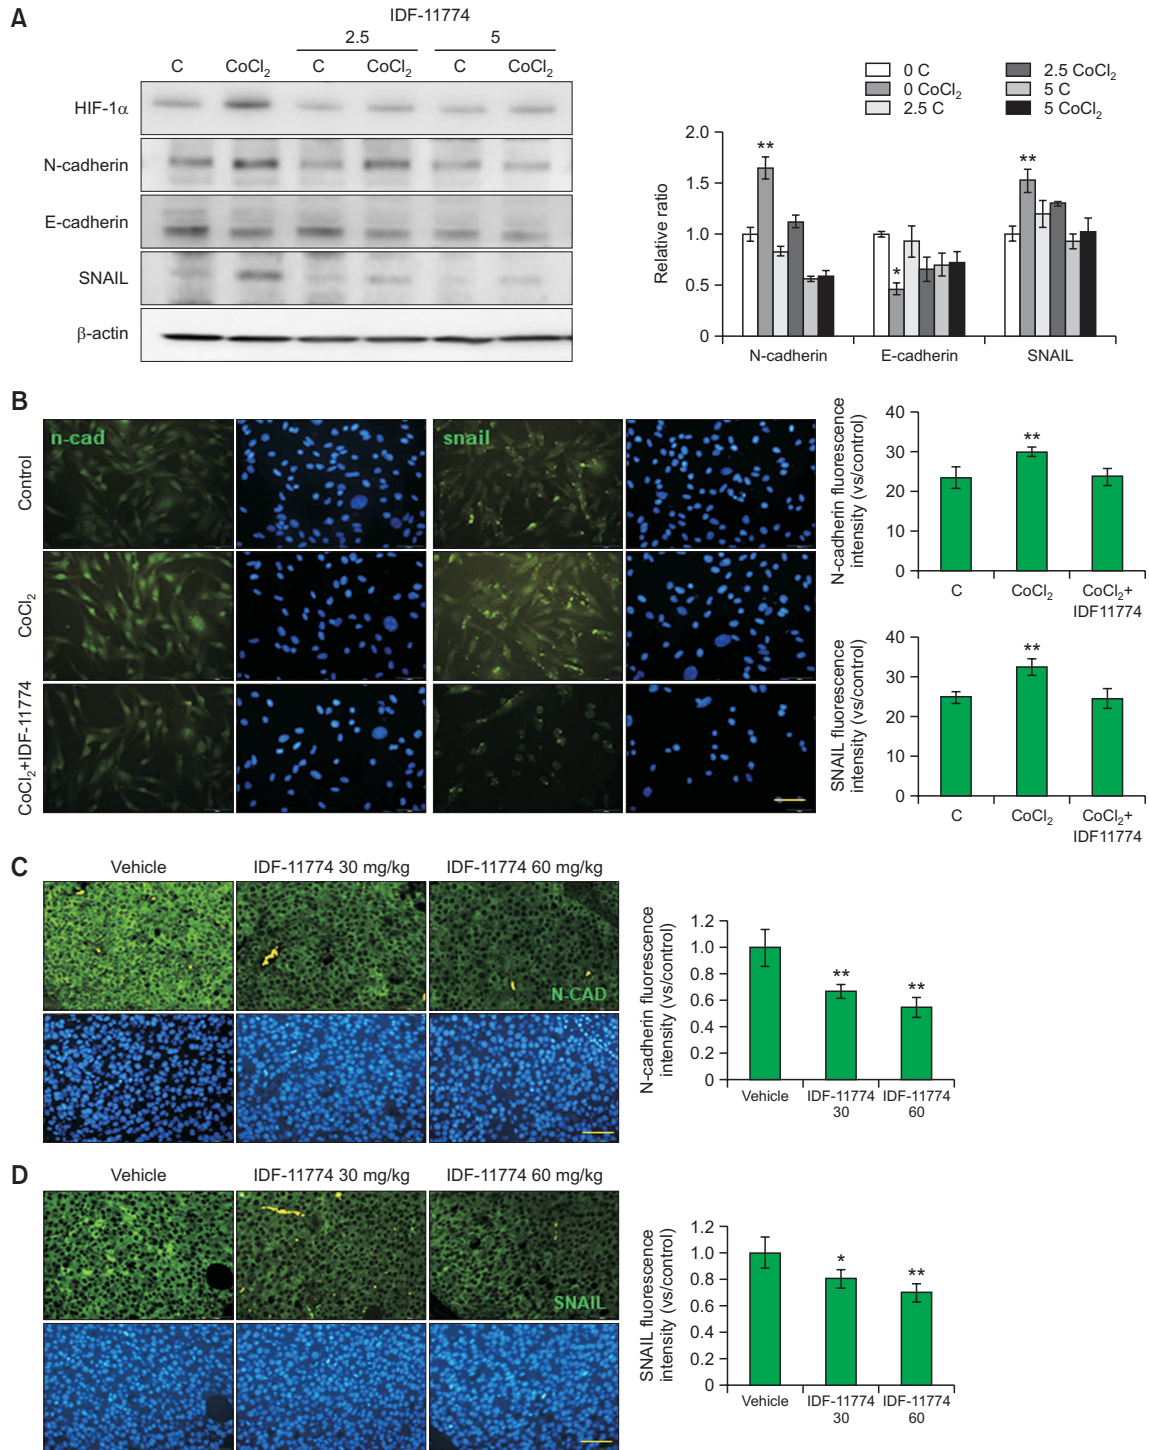 A
IDF-11774
2.5 5
C CoCl₂ C CoCl₂ C CoCl₂
HIF-1α
N-cadherin
E-cadherin
SNAIL
β-actin
0 C
0 CoCl₂
2.5 C
2.5 CoCl₂
5 C
5 CoCl₂
Relative ratio
2.0
1.5
1.0
0.5
0
**
*
**
N-cadherin E-cadherin SNAIL
B
n-cad
snail
Control
CoCl₂
CoCl₂+IDF-11774
N-cadherin fluorescence
intensity (vs/control)
40
30
20
10
0
**
C CoCl₂ CoCl₂+
IDF11774
SNAIL fluorescence
intensity (vs/control)
40
30
20
10
0
**
C CoCl₂ CoCl₂+
IDF11774
C
Vehicle IDF-11774 30 mg/kg IDF-11774 60 mg/kg
N-CAD
N-cadherin fluorescence
intensity (vs/control)
1.2
1.0
0.8
0.6
0.4
0.2
0
**
**
Vehicle IDF-11774 IDF-11774
30 60
D
Vehicle IDF-11774 30 mg/kg IDF-11774 60 mg/kg
SNAIL
SNAIL fluorescence
intensity (vs/control)
1.2
1.0
0.8
0.6
0.4
0.2
0
*
**
Vehicle IDF-11774 IDF-11774
30 60